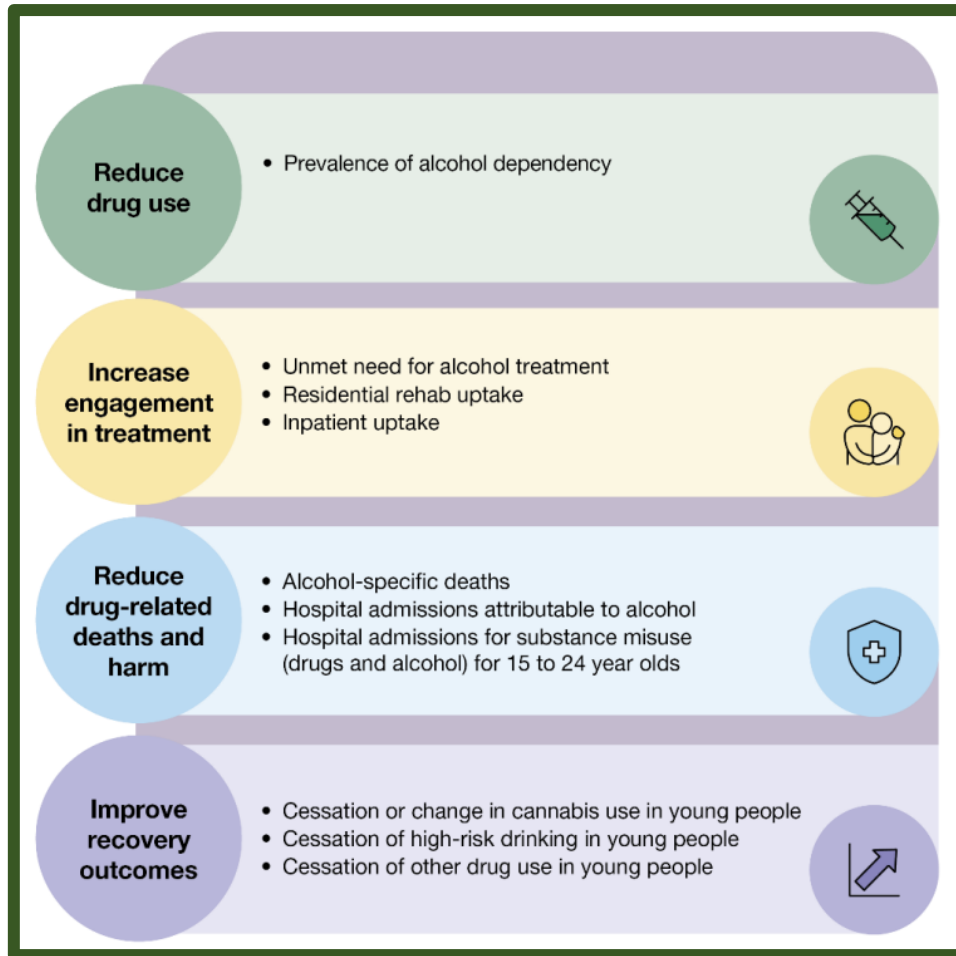 Reduce
drug use
• Prevalence of alcohol dependency
Increase
engagement
in treatment
• Unmet need for alcohol treatment
• Residential rehab uptake
• Inpatient uptake
Reduce
drug-related
deaths and
harm
• Alcohol-specific deaths
• Hospital admissions attributable to alcohol
• Hospital admissions for substance misuse
(drugs and alcohol) for 15 to 24 year olds
Improve
recovery
outcomes
• Cessation or change in cannabis use in young people
• Cessation of high-risk drinking in young people
• Cessation of other drug use in young people